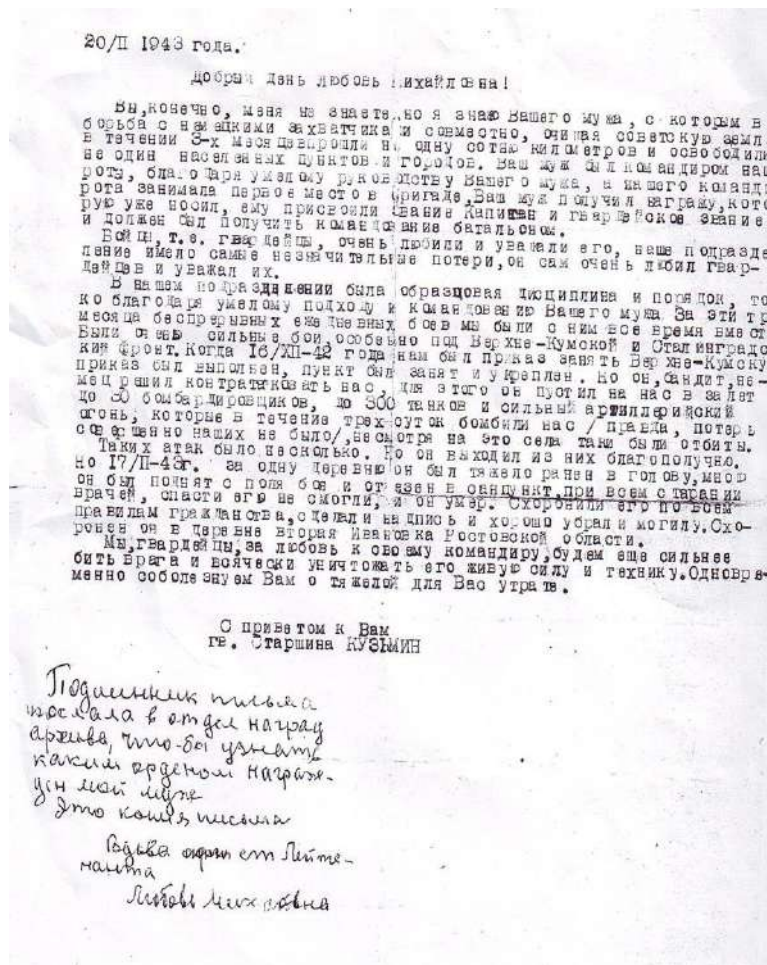 20/II 1943 года.
Добрый день Любовь Михайловна!
Вы,конечно, меня не знаете,но я знаю Вашего мужа, с которым в
борьбе с немецкими захватчиками совместно, очищая советскую земл
в течении 3-х месяцев прошли не одну сотню километров и освободили
не один населенных пунктов и городов. Ваш муж был командиром наш
роты, благодаря умелому руководству Вашего мужа, а нашего команди
рота занимала первое место в бригаде,Ваш муж получил награду,кото
рую уже носил, ему присвоили звание Капитан и гвардейское звание
и должен был получить командование батальоном.
Бойцы,т.е. гвардейцы, очень любили и уважали его, наше подразде
ление имело самые незначительные потери,он сам очень любил гвар-
дейцев и уважал их.
В нашем подразделении была образцовая дисциплина и порядок, то
ко благодаря умелому подходу и командованию Вашего мужа За эти тр
месяца беспрерывных ежедневных боев мы были с ним все время вмест
Были очень сильные бои,особенно под Верхне-Кумской и Сталинградс
кий фронт.Когда 16/XII-42 года нам был приказ занять Верхне-Кумску
приказ был выполнен, пункт был занят и укреплен. Но он,бандит,не-
мец решил контратаковать нас, для этого он пустил на нас в залет
до 30 бомбардировщиков, до 300 танков и сильный артиллерийский
огонь, которые в течение трех суток бомбили нас / правда, потерь
совершенно наших не было/,несмотря на это села таки были отбиты.
Таких атак было несколько. Но он выходил из них благополучно.
Но 17/II-43г. за одну деревню он был тяжело ранен в голову,мною
он был поднят с поля боя и отвезен в санпункт,при всем старании
врачей, спасти его не смогли, и он умер. Схоронили его по всем
правилам гражданства,сделали надпись и хорошо убрали могилу.Схо-
ронен он в деревне вторая Ивановка Ростовской области.
Мы,гвардейцы,за любовь к своему командиру,будем еще сильнее
бить врага и всячески уничтожать его живую силу и технику.Одновре-
менно соболезнуем Вам о тяжелой для Вас утрате.
С приветом к Вам
гв. Старшина КУЗЬМИН
Подлинник письма
послала в отдел наград
архива, что-бы узнать
каким орденом награж-
ден мой муж
Это копия письма
Вдова ст Лейте-
нанта
Любовь Михайловна